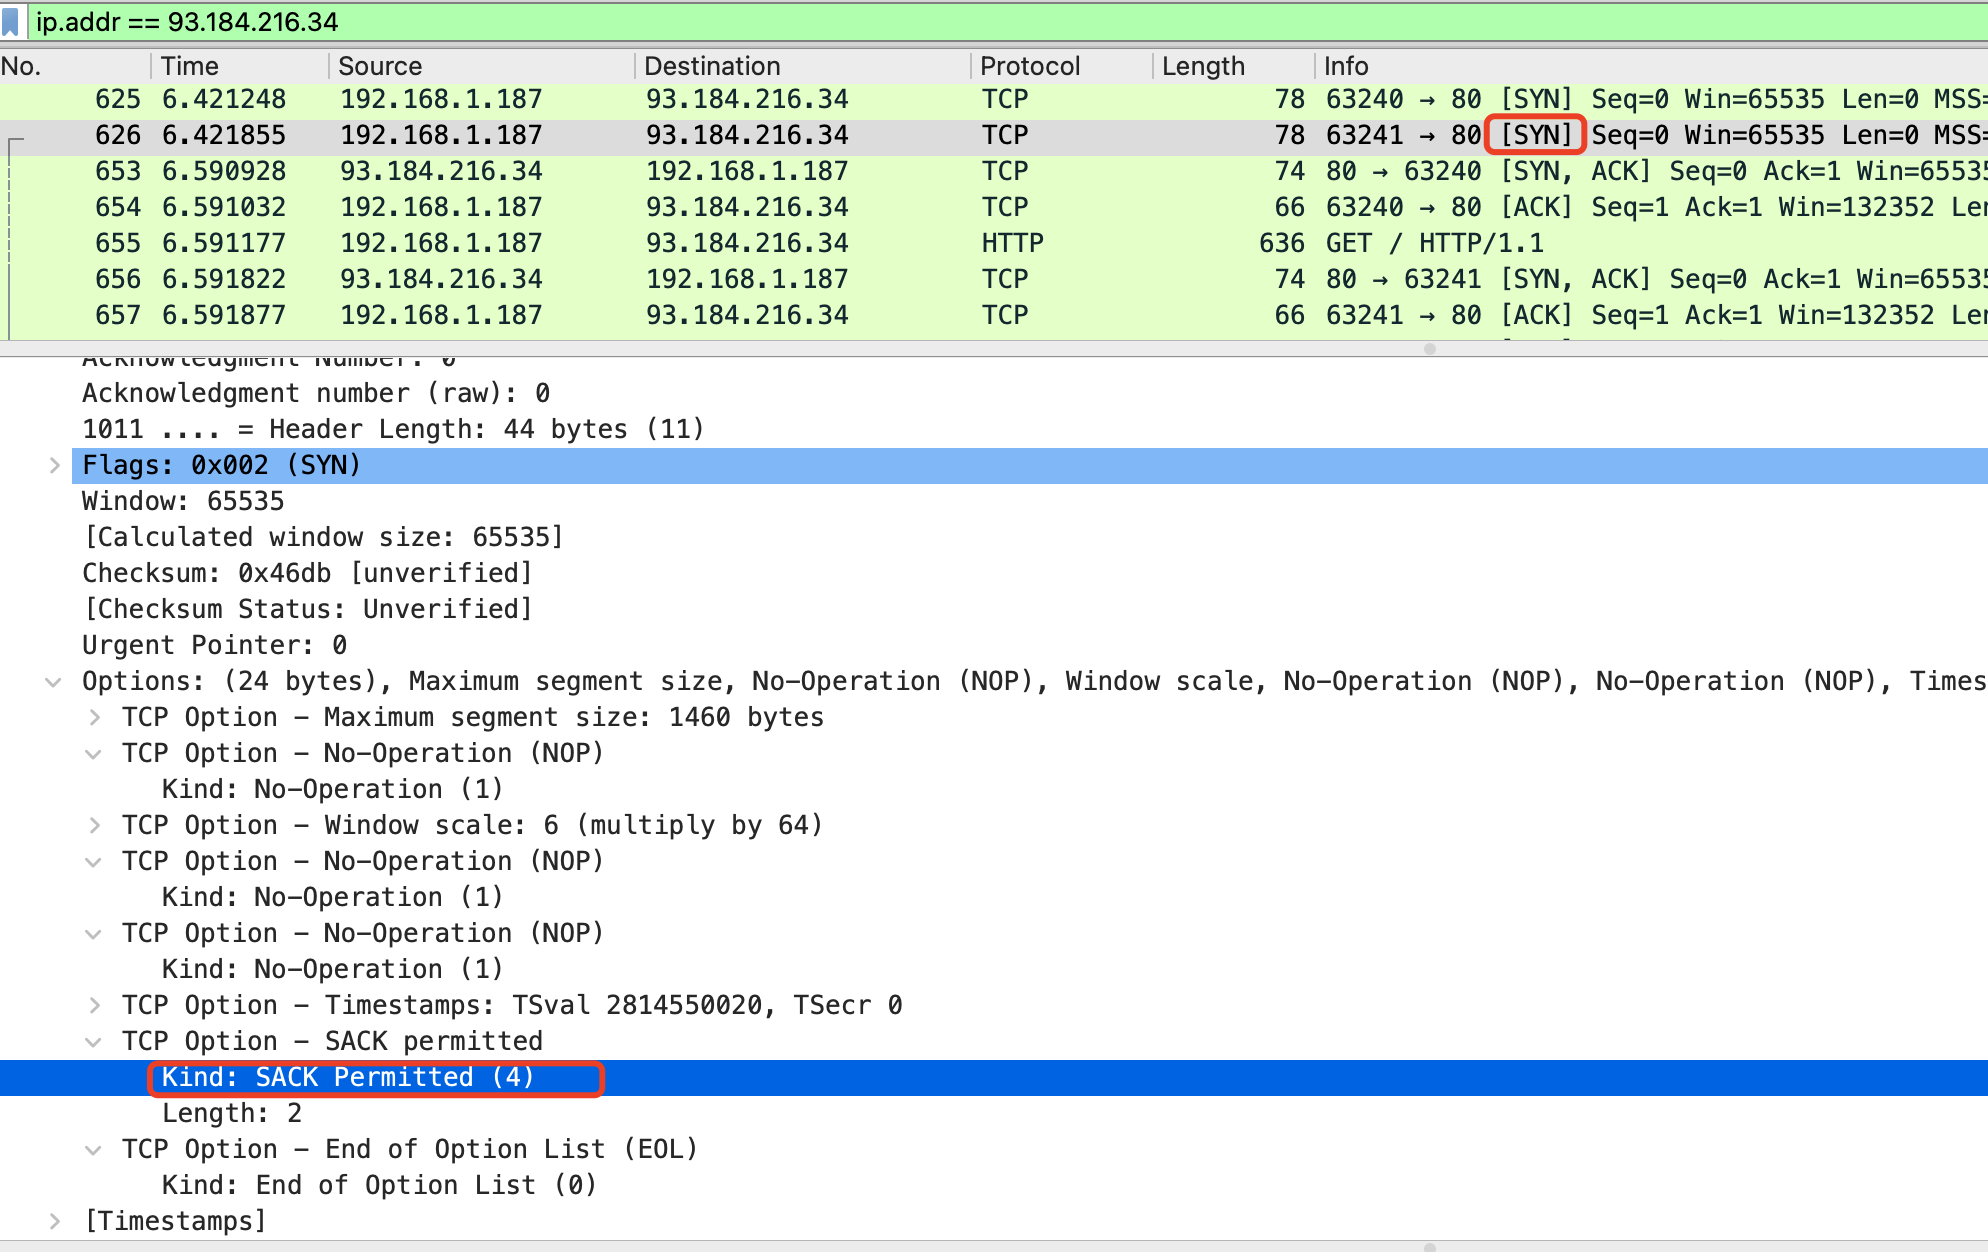 ip.addr == 93.184.216.34
No. Time Source Destination Protocol Length Info
625 6.421248 192.168.1.187 93.184.216.34 TCP 78 63240 → 80 [SYN] Seq=0 Win=65535 Len=0 MSS=
626 6.421855 192.168.1.187 93.184.216.34 TCP 78 63241 → 80 [SYN] Seq=0 Win=65535 Len=0 MSS=
653 6.590928 93.184.216.34 192.168.1.187 TCP 74 80 → 63240 [SYN, ACK] Seq=0 Ack=1 Win=65535
654 6.591032 192.168.1.187 93.184.216.34 TCP 66 63240 → 80 [ACK] Seq=1 Ack=1 Win=132352 Len
655 6.591177 192.168.1.187 93.184.216.34 HTTP 636 GET / HTTP/1.1
656 6.591822 93.184.216.34 192.168.1.187 TCP 74 80 → 63241 [SYN, ACK] Seq=0 Ack=1 Win=65535
657 6.591877 192.168.1.187 93.184.216.34 TCP 66 63241 → 80 [ACK] Seq=1 Ack=1 Win=132352 Len
Acknowledgment Number: 0
Acknowledgment number (raw): 0
1011 .... = Header Length: 44 bytes (11)
Flags: 0x002 (SYN)
Window: 65535
[Calculated window size: 65535]
Checksum: 0x46db [unverified]
[Checksum Status: Unverified]
Urgent Pointer: 0
Options: (24 bytes), Maximum segment size, No-Operation (NOP), Window scale, No-Operation (NOP), No-Operation (NOP), Times
TCP Option - Maximum segment size: 1460 bytes
TCP Option - No-Operation (NOP)
Kind: No-Operation (1)
TCP Option - Window scale: 6 (multiply by 64)
TCP Option - No-Operation (NOP)
Kind: No-Operation (1)
TCP Option - No-Operation (NOP)
Kind: No-Operation (1)
TCP Option - Timestamps: TSval 2814550020, TSecr 0
TCP Option - SACK permitted
Kind: SACK Permitted (4)
Length: 2
TCP Option - End of Option List (EOL)
Kind: End of Option List (0)
[Timestamps]